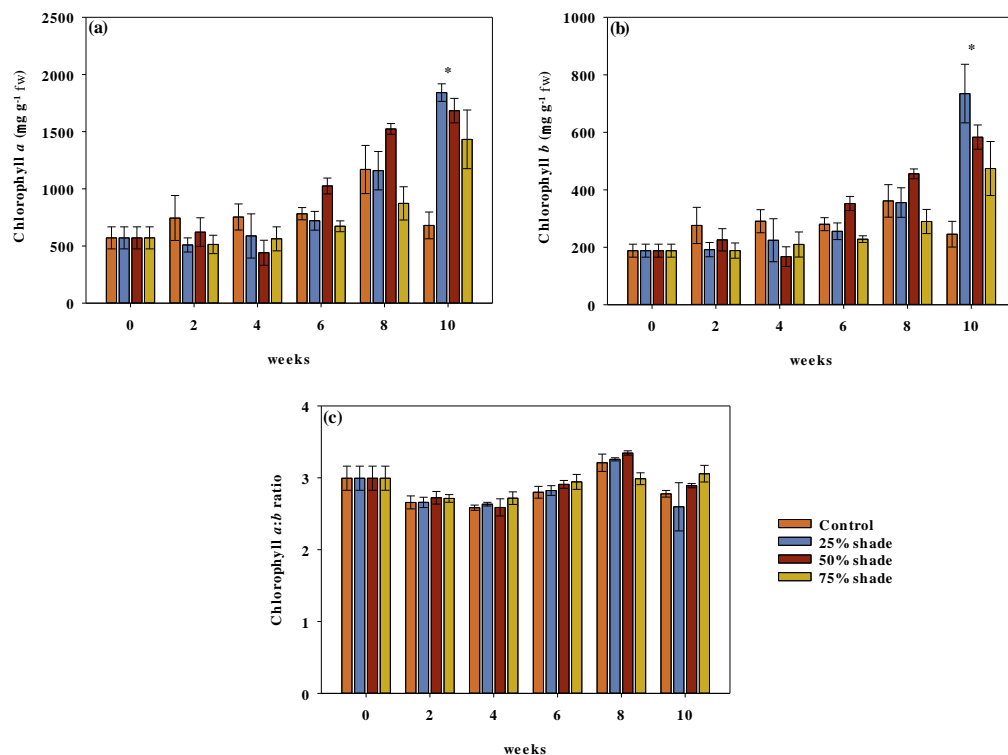 (a)
Chlorophyll a (mg g⁻¹ fw)
2500
2000
1500
1000
500
0
*
0 2 4 6 8 10
weeks
(b)
Chlorophyll b (mg g⁻¹ fw)
1000
800
600
400
200
0
*
0 2 4 6 8 10
weeks
(c)
Chlorophyll a:b ratio
4
3
2
1
0
0 2 4 6 8 10
weeks
Control
25% shade
50% shade
75% shade